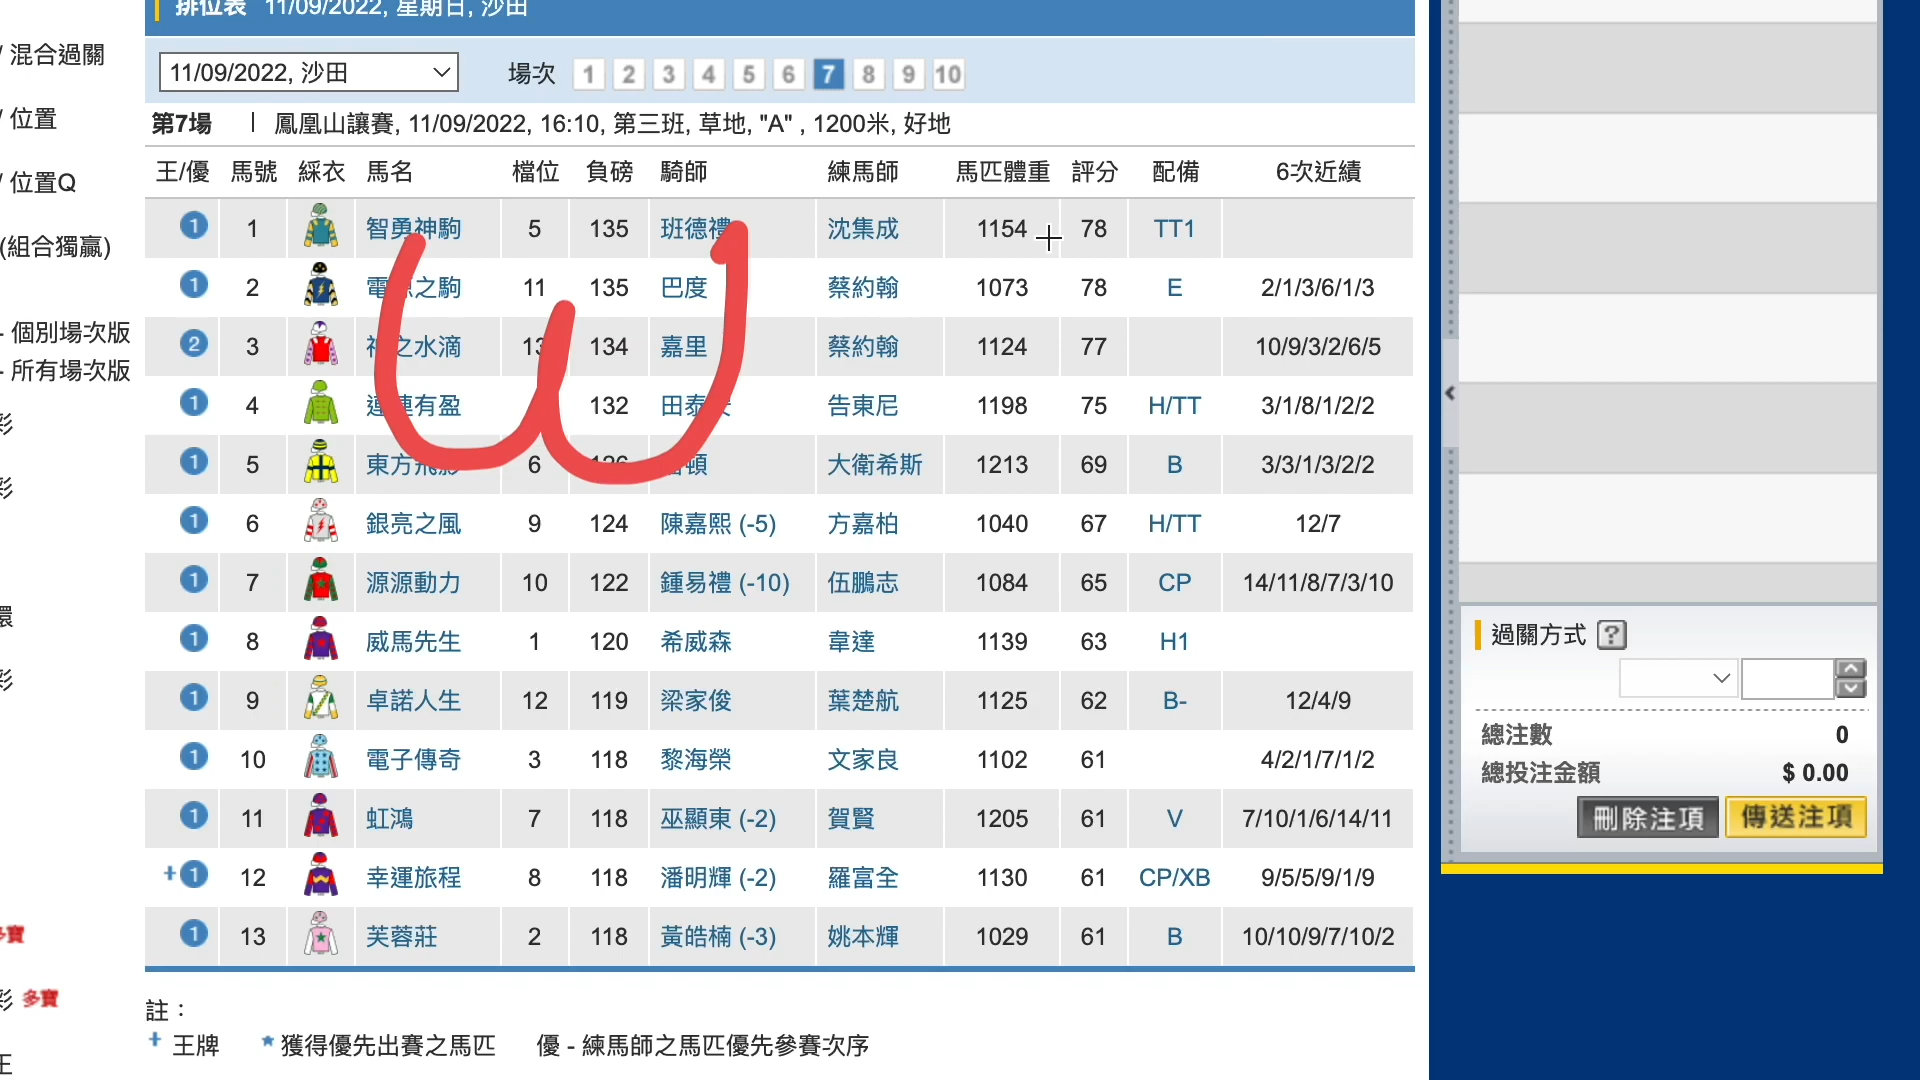 排位表 11/09/2022, 星期日, 沙田
/ 混合過關
/ 位置
/ 位置Q
(組合獨贏)
- 個別場次版
- 所有場次版
彩
彩
環
彩
多寶
彩 多寶
王
11/09/2022, 沙田 場次 1 2 3 4 5 6 7 8 9 10
第7場 | 鳳凰山讓賽, 11/09/2022, 16:10, 第三班, 草地, "A" , 1200米, 好地
王/優 馬號 綵衣 馬名 檔位 負磅 騎師 練馬師 馬匹體重 評分 配備 6次近績
1 1 智勇神駒 5 135 班德禮 沈集成 1154 78 TT1
1 2 電源之駒 11 135 巴度 蔡約翰 1073 78 E 2/1/3/6/1/3
2 3 神之水滴 13 134 嘉里 蔡約翰 1124 77 10/9/3/2/6/5
1 4 連連有盈 132 田泰安 告東尼 1198 75 H/TT 3/1/8/1/2/2
1 5 東方飛影 6 126 頓 大衛希斯 1213 69 B 3/3/1/3/2/2
1 6 銀亮之風 9 124 陳嘉熙 (-5) 方嘉柏 1040 67 H/TT 12/7
1 7 源源動力 10 122 鍾易禮 (-10) 伍鵬志 1084 65 CP 14/11/8/7/3/10
1 8 威馬先生 1 120 希威森 韋達 1139 63 H1
1 9 卓諾人生 12 119 梁家俊 葉楚航 1125 62 B- 12/4/9
1 10 電子傳奇 3 118 黎海榮 文家良 1102 61 4/2/1/7/1/2
1 11 虹鴻 7 118 巫顯東 (-2) 賀賢 1205 61 V 7/10/1/6/14/11
+ 1 12 幸運旅程 8 118 潘明輝 (-2) 羅富全 1130 61 CP/XB 9/5/5/9/1/9
1 13 芙蓉莊 2 118 黃皓楠 (-3) 姚本輝 1029 61 B 10/10/9/7/10/2
註：
+ 王牌 * 獲得優先出賽之馬匹 優 - 練馬師之馬匹優先參賽次序
過關方式 ?
總注數 0
總投注金額 $ 0.00
刪除注項 傳送注項